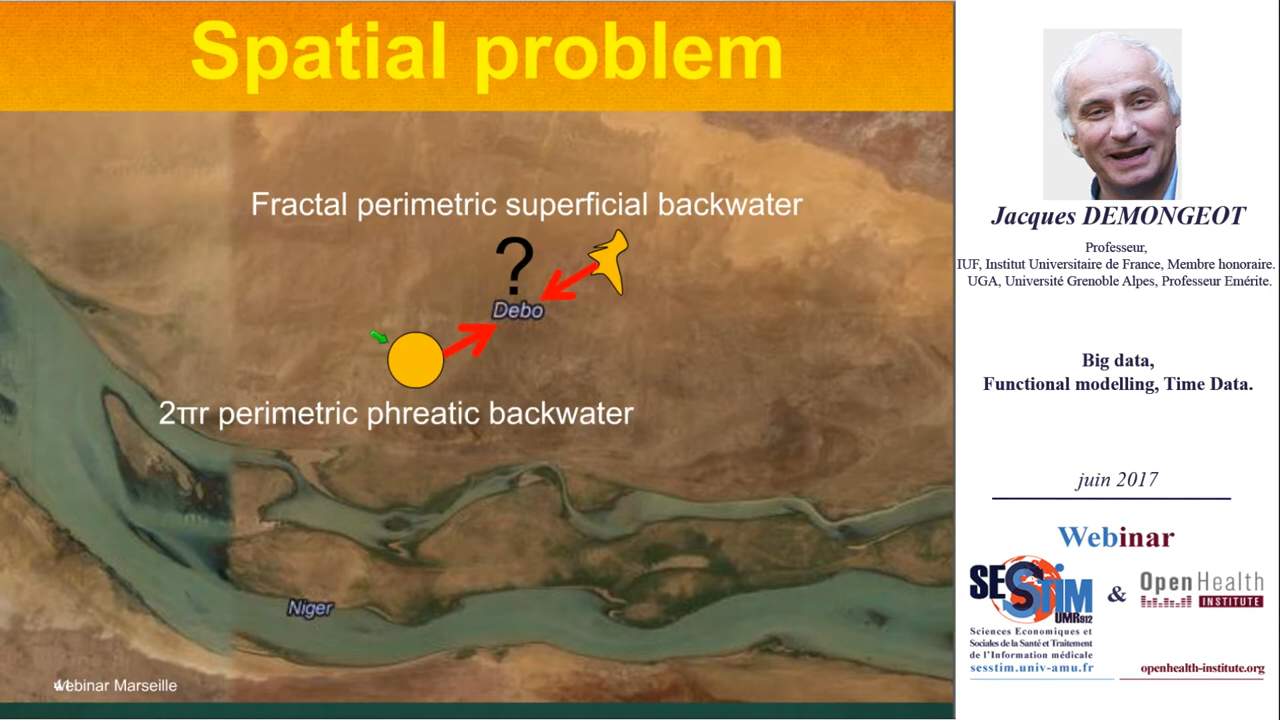 Spatial problem
Fractal perimetric superficial backwater
?
Debo
2πr perimetric phreatic backwater
Niger
Webinar Marseille
Jacques DEMONGEOT
Professeur,
IUF, Institut Universitaire de France, Membre honoraire.
UGA, Université Grenoble Alpes, Professeur Emérite.
Big data,
Functional modelling, Time Data.
juin 2017
Webinar
SESSTIM
UMR912
&
OpenHealth
INSTITUTE
Sciences Economiques et
Sociales de la Santé et Traitement
de l'Information médicale
sesstim.univ-amu.fr
openhealth-institute.org